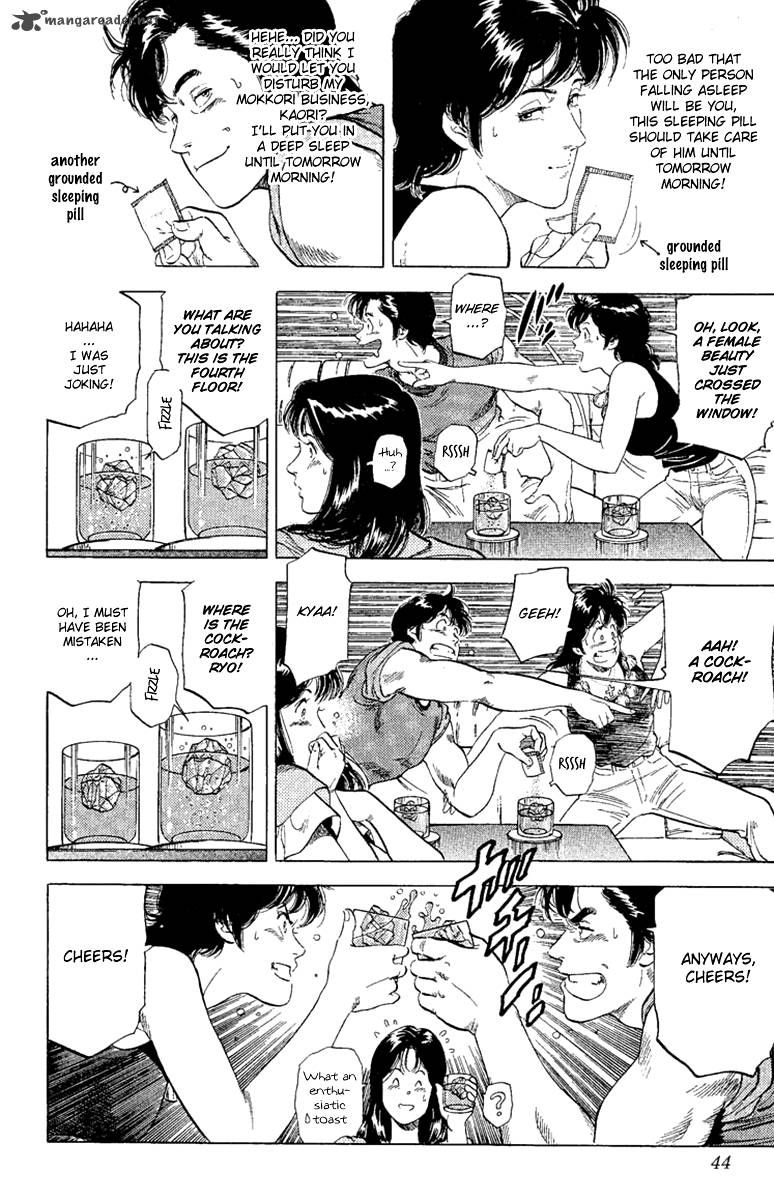 mangareader.net
TOO BAD THAT
THE ONLY PERSON
FALLING ASLEEP
WILL BE YOU,
THIS SLEEPING PILL
SHOULD TAKE CARE
OF HIM UNTIL
TOMORROW
MORNING!
grounded
sleeping pill
HEHE... DID YOU
REALLY THINK I
WOULD LET YOU
DISTURB MY
MOKKORI BUSINESS,
KAORI?
I'LL PUT YOU IN
A DEEP SLEEP
UNTIL TOMORROW
MORNING!
another
grounded
sleeping
pill
OH, LOOK,
A FEMALE
BEAUTY
JUST
CROSSED
THE
WINDOW!
WHERE
...?
RSSSH
Huh
...?
WHAT ARE
YOU TALKING
ABOUT?
THIS IS THE
FOURTH
FLOOR!
FIZZLE
HAHAHA
...
I WAS
JUST
JOKING!
AAH!
A COCK-
ROACH!
GEEH!
RSSSH
KYAA!
WHERE
IS THE
COCK-
ROACH?
RYO!
FIZZLE
OH, I MUST
HAVE BEEN
MISTAKEN
...
ANYWAYS,
CHEERS!
CHEERS!
?
What an
enthu-
siatic
toast
44